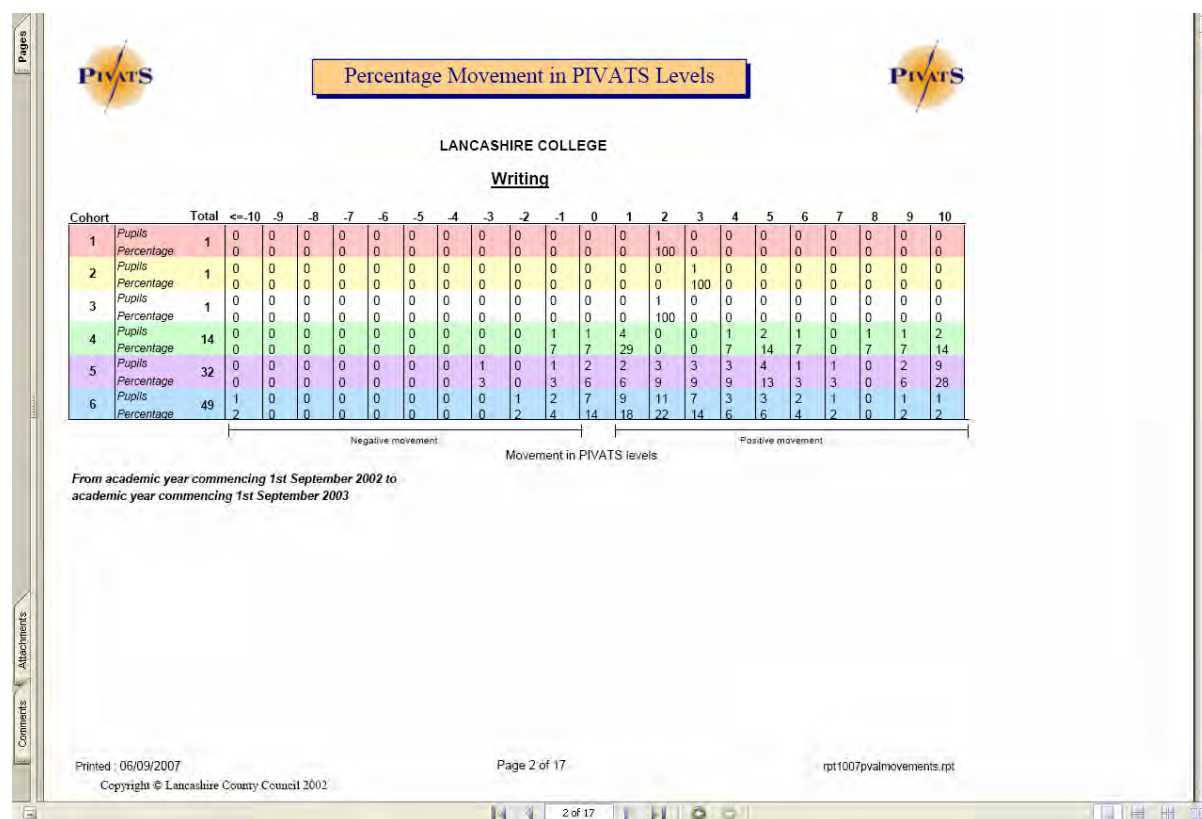 Pages
PIVATS
Percentage Movement in PIVATS Levels
PIVATS
LANCASHIRE COLLEGE
Writing
Cohort Total <=-10 -9 -8 -7 -6 -5 -4 -3 -2 -1 0 1 2 3 4 5 6 7 8 9 10
1 Pupils 1 0 0 0 0 0 0 0 0 0 0 0 0 1 0 0 0 0 0 0 0 0
Percentage 0 0 0 0 0 0 0 0 0 0 0 0 100 0 0 0 0 0 0 0 0
2 Pupils 1 0 0 0 0 0 0 0 0 0 0 0 0 0 1 0 0 0 0 0 0 0
Percentage 0 0 0 0 0 0 0 0 0 0 0 0 0 100 0 0 0 0 0 0 0
3 Pupils 1 0 0 0 0 0 0 0 0 0 0 0 0 1 0 0 0 0 0 0 0 0
Percentage 0 0 0 0 0 0 0 0 0 0 0 0 100 0 0 0 0 0 0 0 0
4 Pupils 14 0 0 0 0 0 0 0 0 0 1 1 4 0 0 1 2 1 0 1 1 2
Percentage 0 0 0 0 0 0 0 0 0 7 7 29 0 0 7 14 7 0 7 7 14
5 Pupils 32 0 0 0 0 0 0 0 1 0 1 2 2 3 3 3 4 1 1 0 2 9
Percentage 0 0 0 0 0 0 0 3 0 3 6 6 9 9 9 13 3 3 0 6 28
6 Pupils 49 1 0 0 0 0 0 0 0 1 2 7 9 11 7 3 3 2 1 0 1 1
Percentage 2 0 0 0 0 0 0 0 2 4 14 18 22 14 6 6 4 2 0 2 2
Negative movement Positive movement
Movement in PIVATS levels
From academic year commencing 1st September 2002 to
academic year commencing 1st September 2003
Attachments
Comments
Printed : 06/09/2007 Page 2 of 17 rpt1007pvalmovements.rpt
Copyright © Lancashire County Council 2002
2 of 17